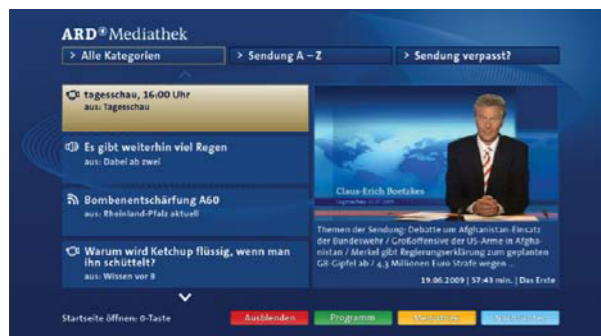 ARD Mediathek
> Alle Kategorien
> Sendung A – Z
> Sendung verpasst?
tagesschau, 16:00 Uhr
aus: Tagesschau
Es gibt weiterhin viel Regen
aus: Dabei ab zwei
Bombenentschärfung A60
aus: Rheinland-Pfalz aktuell
Warum wird Ketchup flüssig, wenn man
ihn schüttelt?
aus: Wissen vor 8
Claus-Erich Boetzkes
Themen der Sendung: Debatte um Afghanistan-Einsatz
der Bundeswehr / Großoffensive der US-Arme in Afgha-
nistan / Merkel gibt Regierungserklärung zum geplanten
G8-Gipfel ab / 4,3 Millionen Euro Strafe wegen ...
19.06.2009 | 57:43 min. | Das Erste
Startseite öffnen: 0-Taste
Ausblenden
Programm
Mediathek
Nachrichten